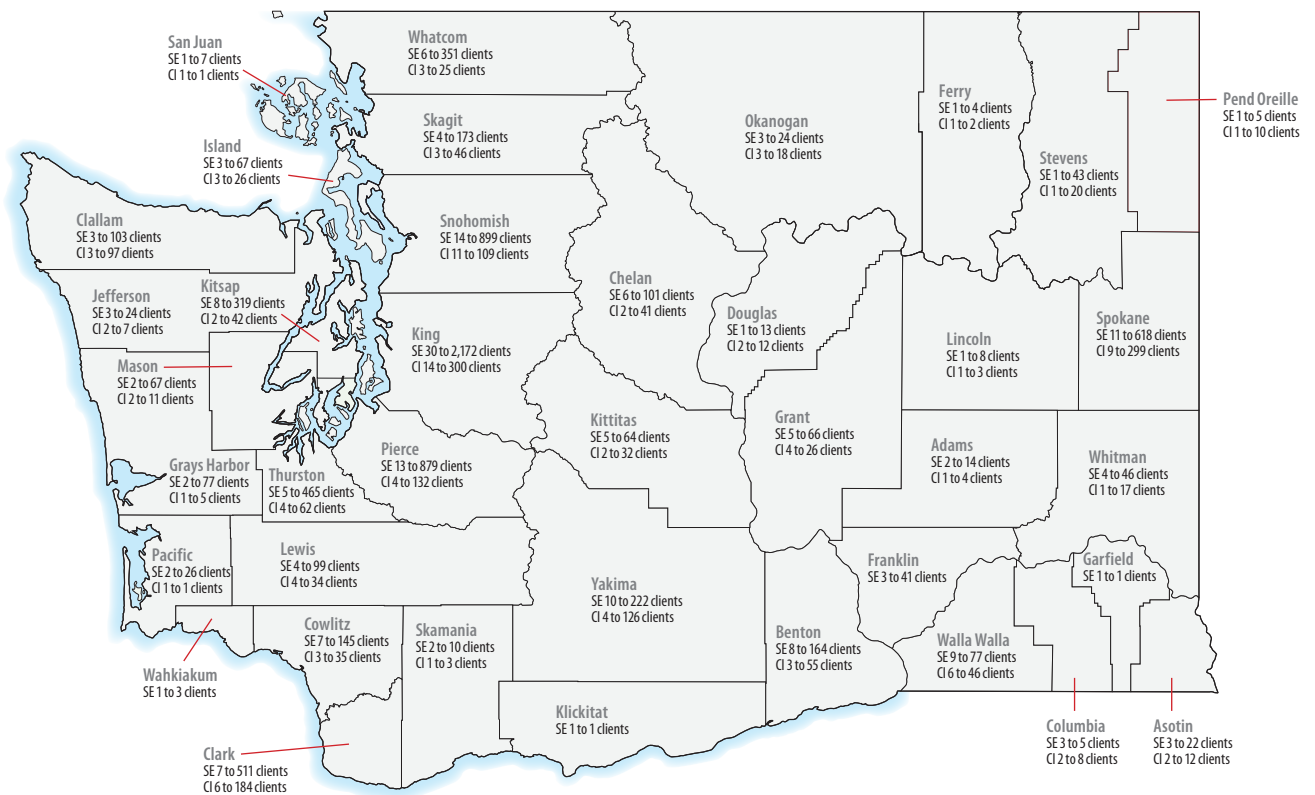 San Juan
SE 1 to 7 clients
CI 1 to 1 clients
Whatcom
SE 6 to 351 clients
CI 3 to 25 clients
Ferry
SE 1 to 4 clients
CI 1 to 2 clients
Pend Oreille
SE 1 to 5 clients
CI 1 to 10 clients
Skagit
SE 4 to 173 clients
CI 3 to 46 clients
Okanogan
SE 3 to 24 clients
CI 3 to 18 clients
Island
SE 3 to 67 clients
CI 3 to 26 clients
Stevens
SE 1 to 43 clients
CI 1 to 20 clients
Clallam
SE 3 to 103 clients
CI 3 to 97 clients
Snohomish
SE 14 to 899 clients
CI 11 to 109 clients
Chelan
SE 6 to 101 clients
CI 2 to 41 clients
Jefferson
SE 3 to 24 clients
CI 2 to 7 clients
Kitsap
SE 8 to 319 clients
CI 2 to 42 clients
Douglas
SE 1 to 13 clients
CI 2 to 12 clients
Spokane
SE 11 to 618 clients
CI 9 to 299 clients
King
SE 30 to 2,172 clients
CI 14 to 300 clients
Lincoln
SE 1 to 8 clients
CI 1 to 3 clients
Mason
SE 2 to 67 clients
CI 2 to 11 clients
Kittitas
SE 5 to 64 clients
CI 2 to 32 clients
Grant
SE 5 to 66 clients
CI 4 to 26 clients
Pierce
SE 13 to 879 clients
CI 4 to 132 clients
Adams
SE 2 to 14 clients
CI 1 to 4 clients
Whitman
SE 4 to 46 clients
CI 1 to 17 clients
Grays Harbor
SE 2 to 77 clients
CI 1 to 5 clients
Thurston
SE 5 to 465 clients
CI 4 to 62 clients
Pacific
SE 2 to 26 clients
CI 1 to 1 clients
Lewis
SE 4 to 99 clients
CI 4 to 34 clients
Franklin
SE 3 to 41 clients
Garfield
SE 1 to 1 clients
Yakima
SE 10 to 222 clients
CI 4 to 126 clients
Cowlitz
SE 7 to 145 clients
CI 3 to 35 clients
Skamania
SE 2 to 10 clients
CI 1 to 3 clients
Benton
SE 8 to 164 clients
CI 3 to 55 clients
Walla Walla
SE 9 to 77 clients
CI 6 to 46 clients
Wahkiakum
SE 1 to 3 clients
Klickitat
SE 1 to 1 clients
Columbia
SE 3 to 5 clients
CI 2 to 8 clients
Asotin
SE 3 to 22 clients
CI 2 to 12 clients
Clark
SE 7 to 511 clients
CI 6 to 184 clients